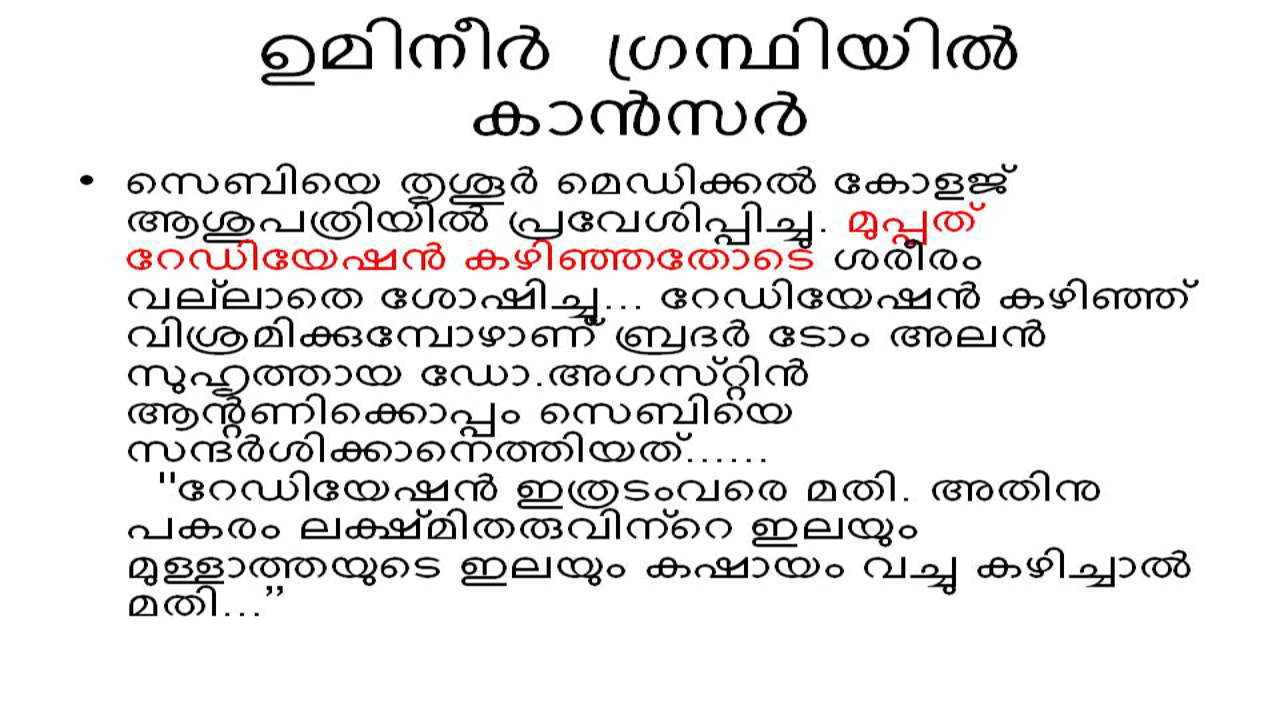 ഉമിനീർ ഗ്രന്ഥിയിൽ
കാൻസർ
• സെബിയെ തൃശൂർ മെഡിക്കൽ കോളജ്
ആശുപത്രിയിൽ പ്രവേശിപ്പിച്ചു. മുപ്പത്
റേഡിയേഷൻ കഴിഞ്ഞതോടെ ശരീരം
വല്ലാതെ ശോഷിച്ചു... റേഡിയേഷൻ കഴിഞ്ഞ്
വിശ്രമിക്കുമ്പോഴാണ് ബ്രദർ ടോം അലൻ
സുഹൃത്തായ ഡോ.അഗസ്റ്റിൻ
ആന്റണിക്കൊപ്പം സെബിയെ
സന്ദർശിക്കാനെത്തിയത്......
"റേഡിയേഷൻ ഇത്രടംവരെ മതി. അതിനു
പകരം ലക്ഷ്മിതരുവിന്റെ ഇലയും
മുള്ളാത്തയുടെ ഇലയും കഷായം വച്ചു കഴിച്ചാൽ
മതി...”